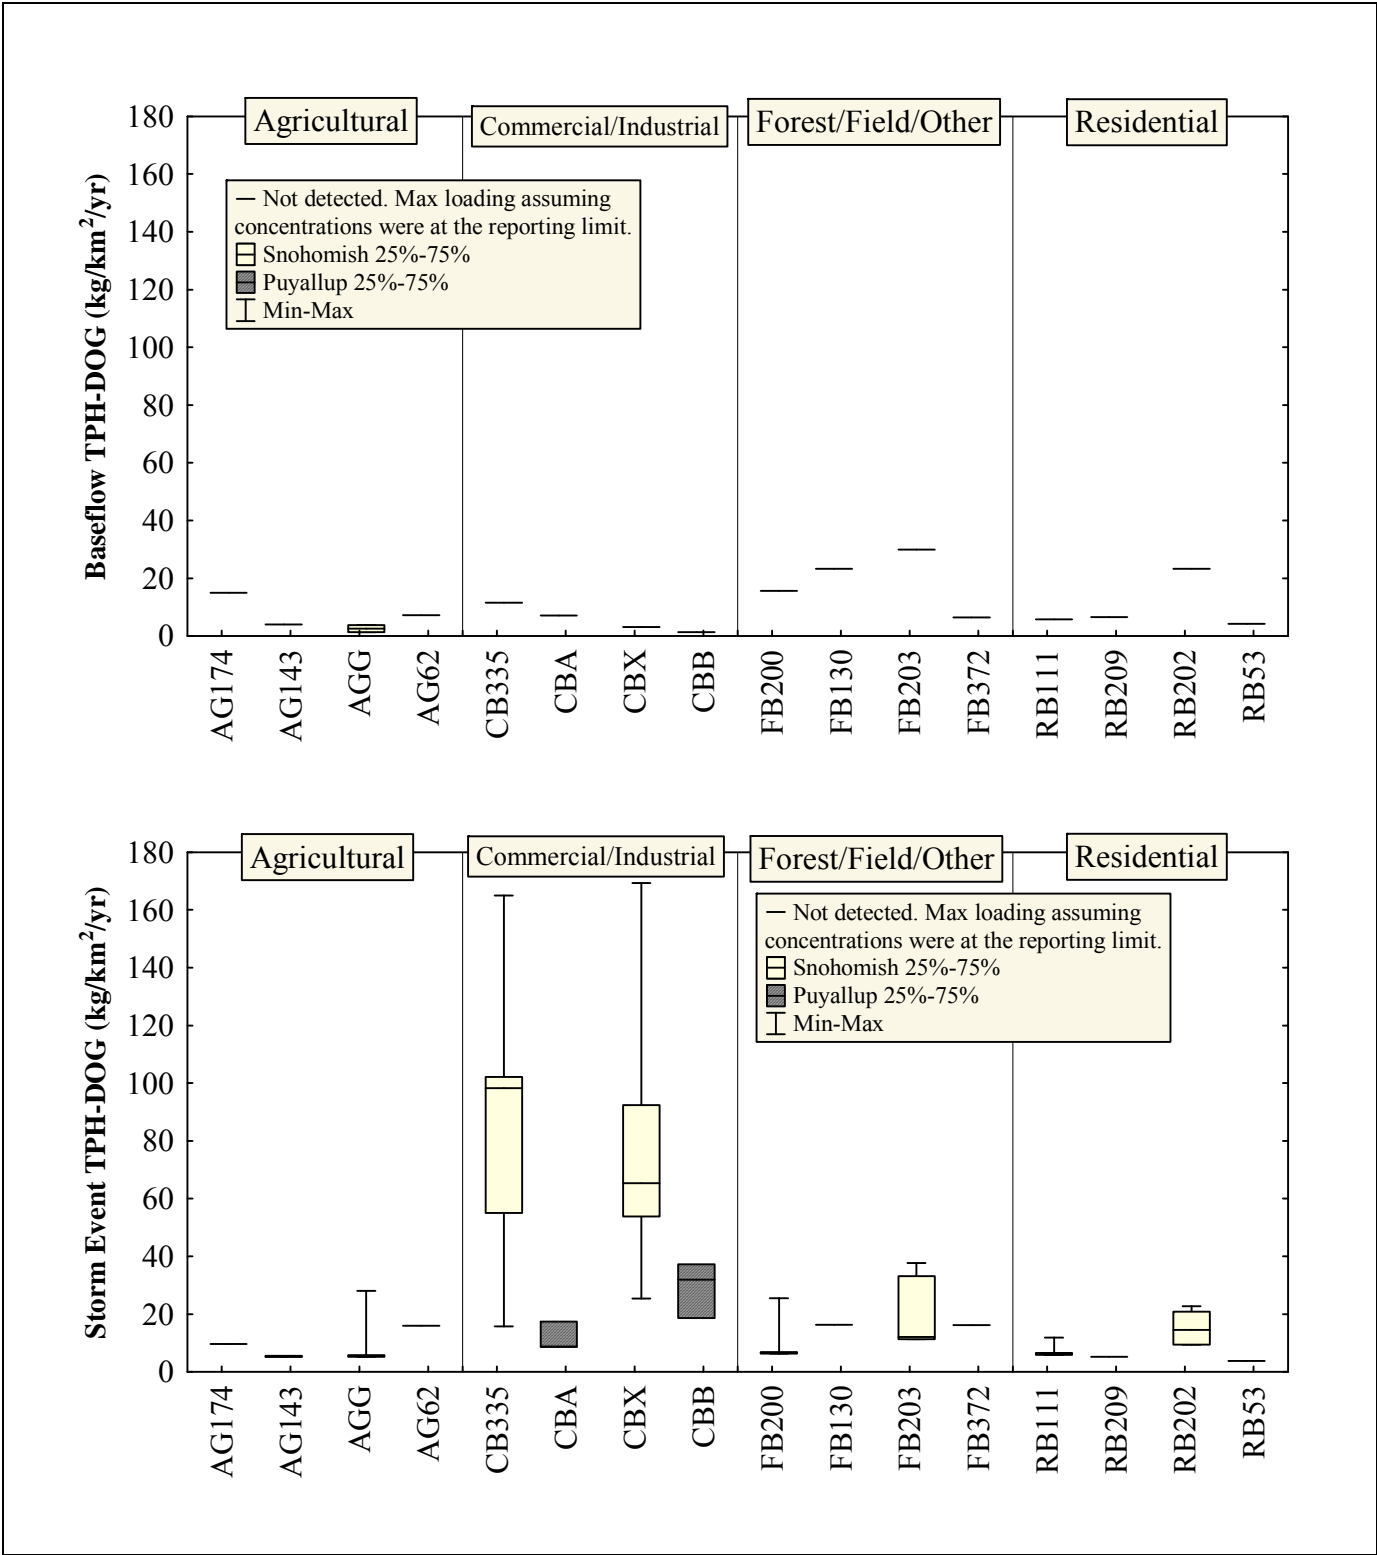 Agricultural
Commercial/Industrial
Forest/Field/Other
Residential
180
160
140
120
100
80
60
40
20
0
Baseflow TPH-DOG (kg/km²/yr)
Not detected. Max loading assuming
concentrations were at the reporting limit.
Snohomish 25%-75%
Puyallup 25%-75%
Min-Max
AG174
AG143
AGG
AG62
CB335
CBA
CBX
CBB
FB200
FB130
FB203
FB372
RB111
RB209
RB202
RB53
Agricultural
Commercial/Industrial
Forest/Field/Other
Residential
180
160
140
120
100
80
60
40
20
0
Storm Event TPH-DOG (kg/km²/yr)
Not detected. Max loading assuming
concentrations were at the reporting limit.
Snohomish 25%-75%
Puyallup 25%-75%
Min-Max
AG174
AG143
AGG
AG62
CB335
CBA
CBX
CBB
FB200
FB130
FB203
FB372
RB111
RB209
RB202
RB53